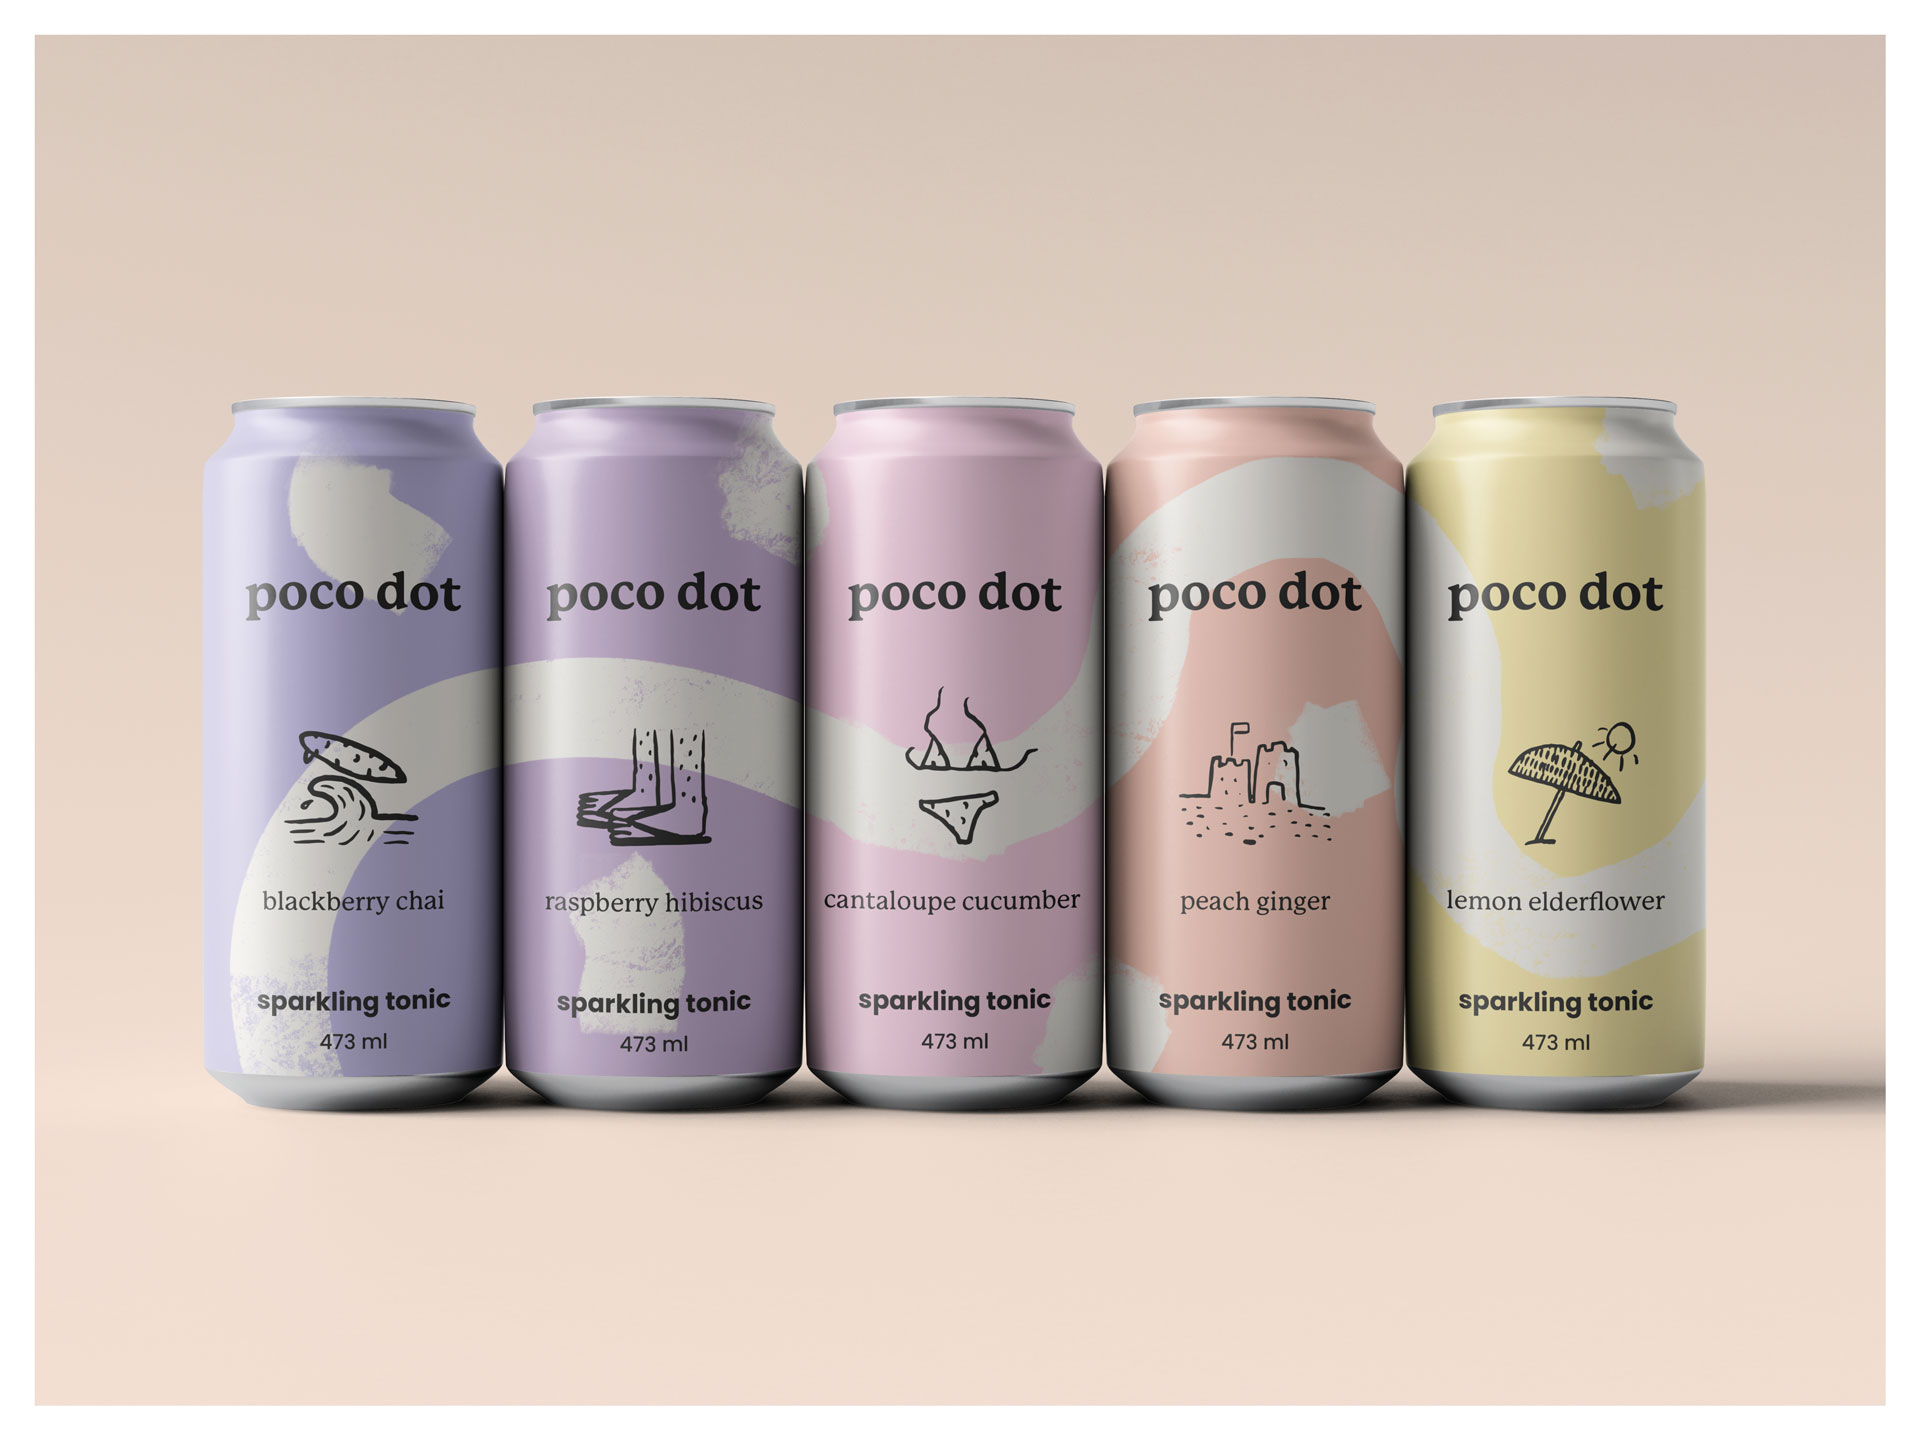 poco dot
blackberry chai
sparkling tonic
473 ml
poco dot
raspberry hibiscus
sparkling tonic
473 ml
poco dot
cantaloupe cucumber
sparkling tonic
473 ml
poco dot
peach ginger
sparkling tonic
473 ml
poco dot
lemon elderflower
sparkling tonic
473 ml